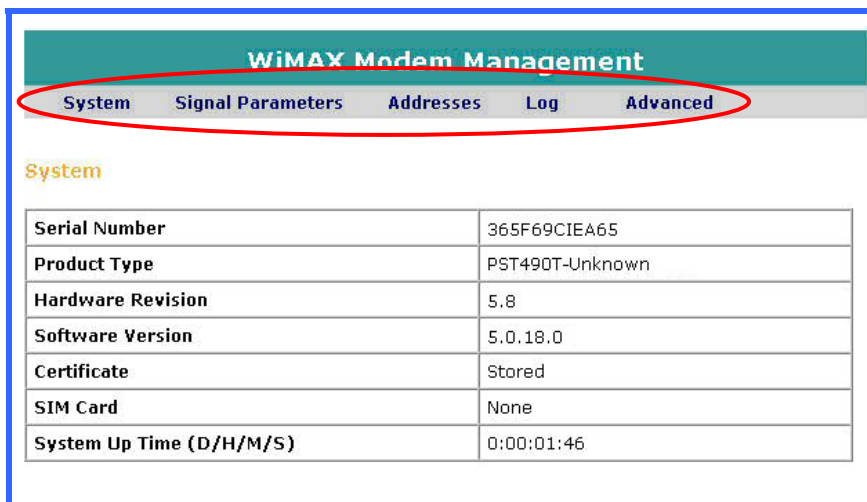 WiMAX Modem Management
System Signal Parameters Addresses Log Advanced
System
Serial Number 365F69CIEA65
Product Type PST490T-Unknown
Hardware Revision 5.8
Software Version 5.0.18.0
Certificate Stored
SIM Card None
System Up Time (D/H/M/S) 0:00:01:46